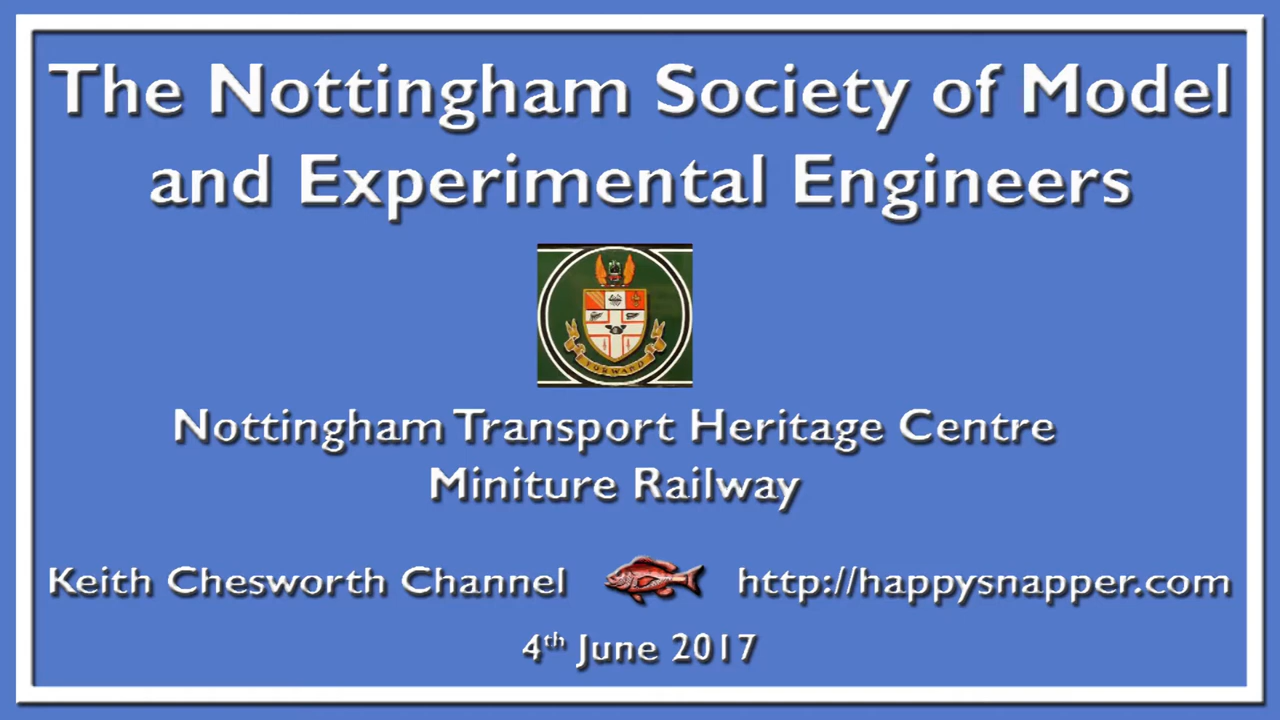 The Nottingham Society of Model
and Experimental Engineers
FORWARD
Nottingham Transport Heritage Centre
Miniture Railway
Keith Chesworth Channel http://happysnapper.com
4th June 2017